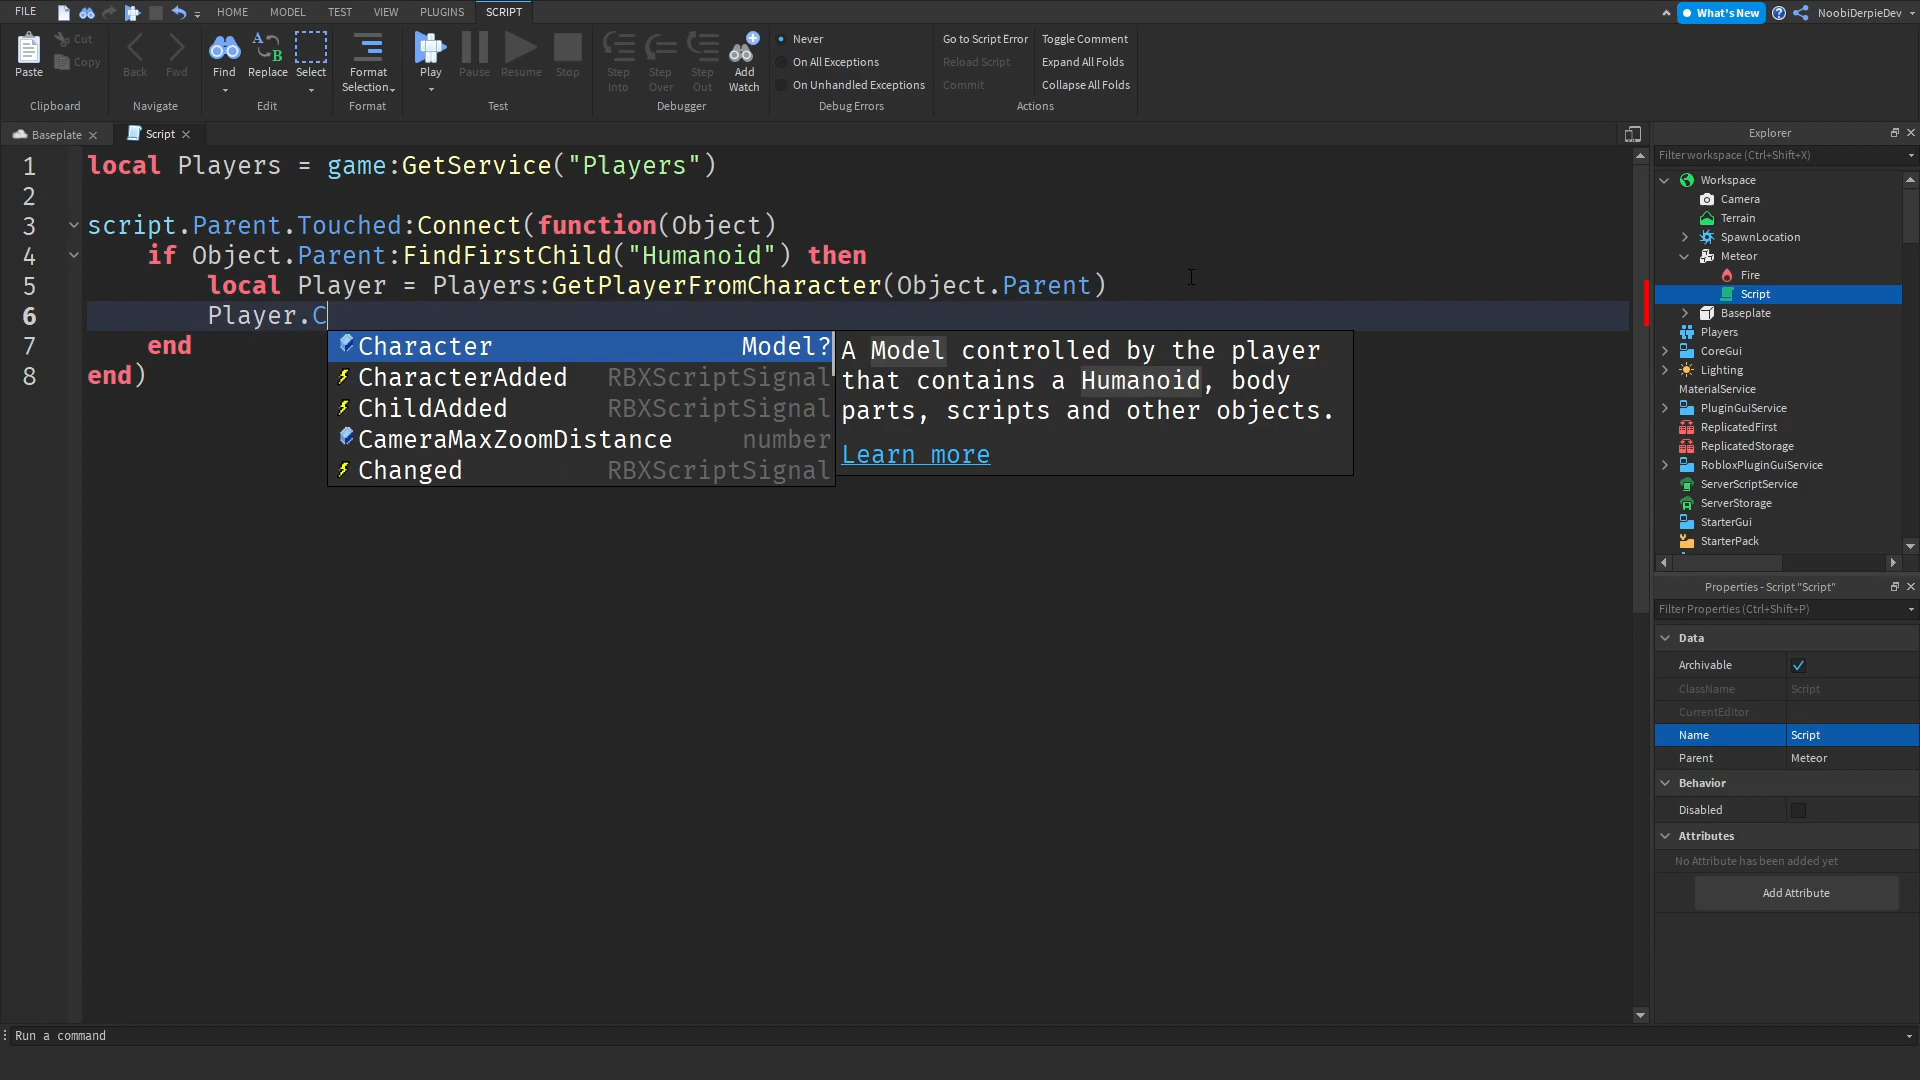 FILE HOME MODEL TEST VIEW PLUGINS SCRIPT What's New NoobiDerpieDev
Paste Cut Copy Back Fwd Find Replace Select Format Selection Play Pause Resume Stop Step Into Step Over Step Out Add Watch
Never
On All Exceptions
On Unhandled Exceptions
Go to Script Error
Reload Script
Commit
Toggle Comment
Expand All Folds
Collapse All Folds
Clipboard Navigate Edit Format Test Debugger Debug Errors Actions
Baseplate Script
1 local Players = game:GetService("Players")
2
3 script.Parent.Touched:Connect(function(Object)
4 if Object.Parent:FindFirstChild("Humanoid") then
5 local Player = Players:GetPlayerFromCharacter(Object.Parent)
6 Player.C
7 end
8 end)
Character Model?
CharacterAdded RBXScriptSignal
ChildAdded RBXScriptSignal
CameraMaxZoomDistance number
Changed RBXScriptSignal
A Model controlled by the player
that contains a Humanoid, body
parts, scripts and other objects.
Learn more
Explorer
Filter workspace (Ctrl+Shift+X)
Workspace
Camera
Terrain
SpawnLocation
Meteor
Fire
Script
Baseplate
Players
CoreGui
Lighting
MaterialService
PluginGuiService
ReplicatedFirst
ReplicatedStorage
RobloxPluginGuiService
ServerScriptService
ServerStorage
StarterGui
StarterPack
Properties - Script "Script"
Filter Properties (Ctrl+Shift+P)
Data
Archivable
ClassName Script
CurrentEditor
Name Script
Parent Meteor
Behavior
Disabled
Attributes
No Attribute has been added yet
Add Attribute
Run a command